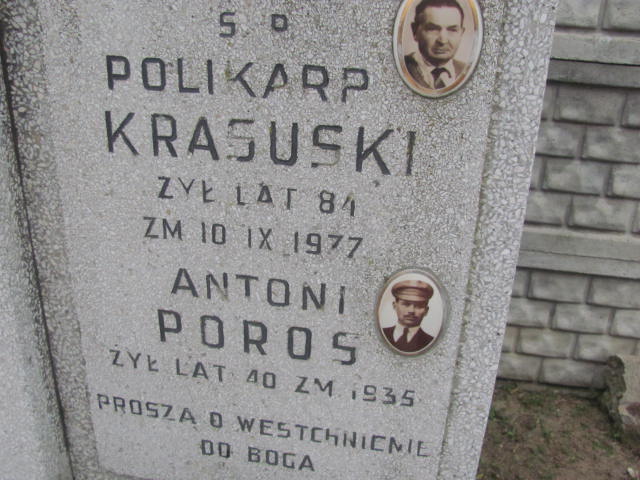 Ś P
POLIKARP
KRASUSKI
ŻYŁ LAT 84
ZM 10 IX 1977
ANTONI
POROS
ŻYŁ LAT 40 ZM 1935
PROSZĄ O WESTCHNIENIE
DO BOGA